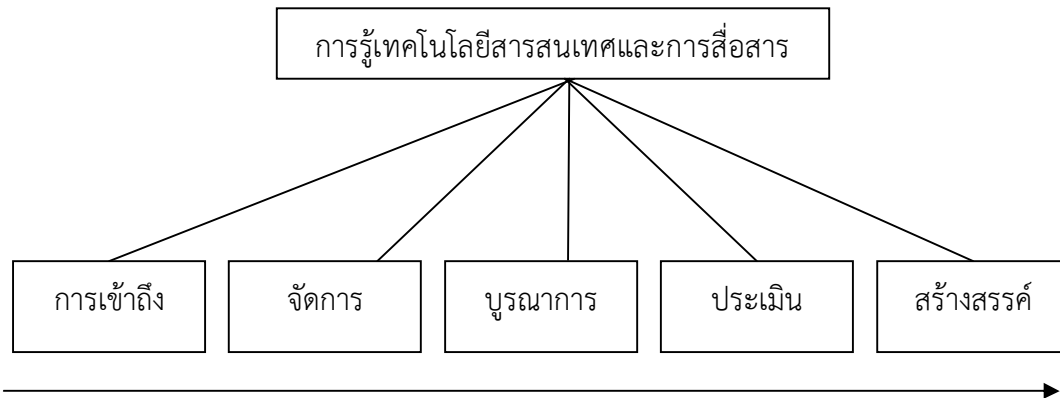 การรู้เทคโนโลยีสารสนเทศและการสื่อสาร
การเข้าถึง
จัดการ
บูรณาการ
ประเมิน
สร้างสรรค์